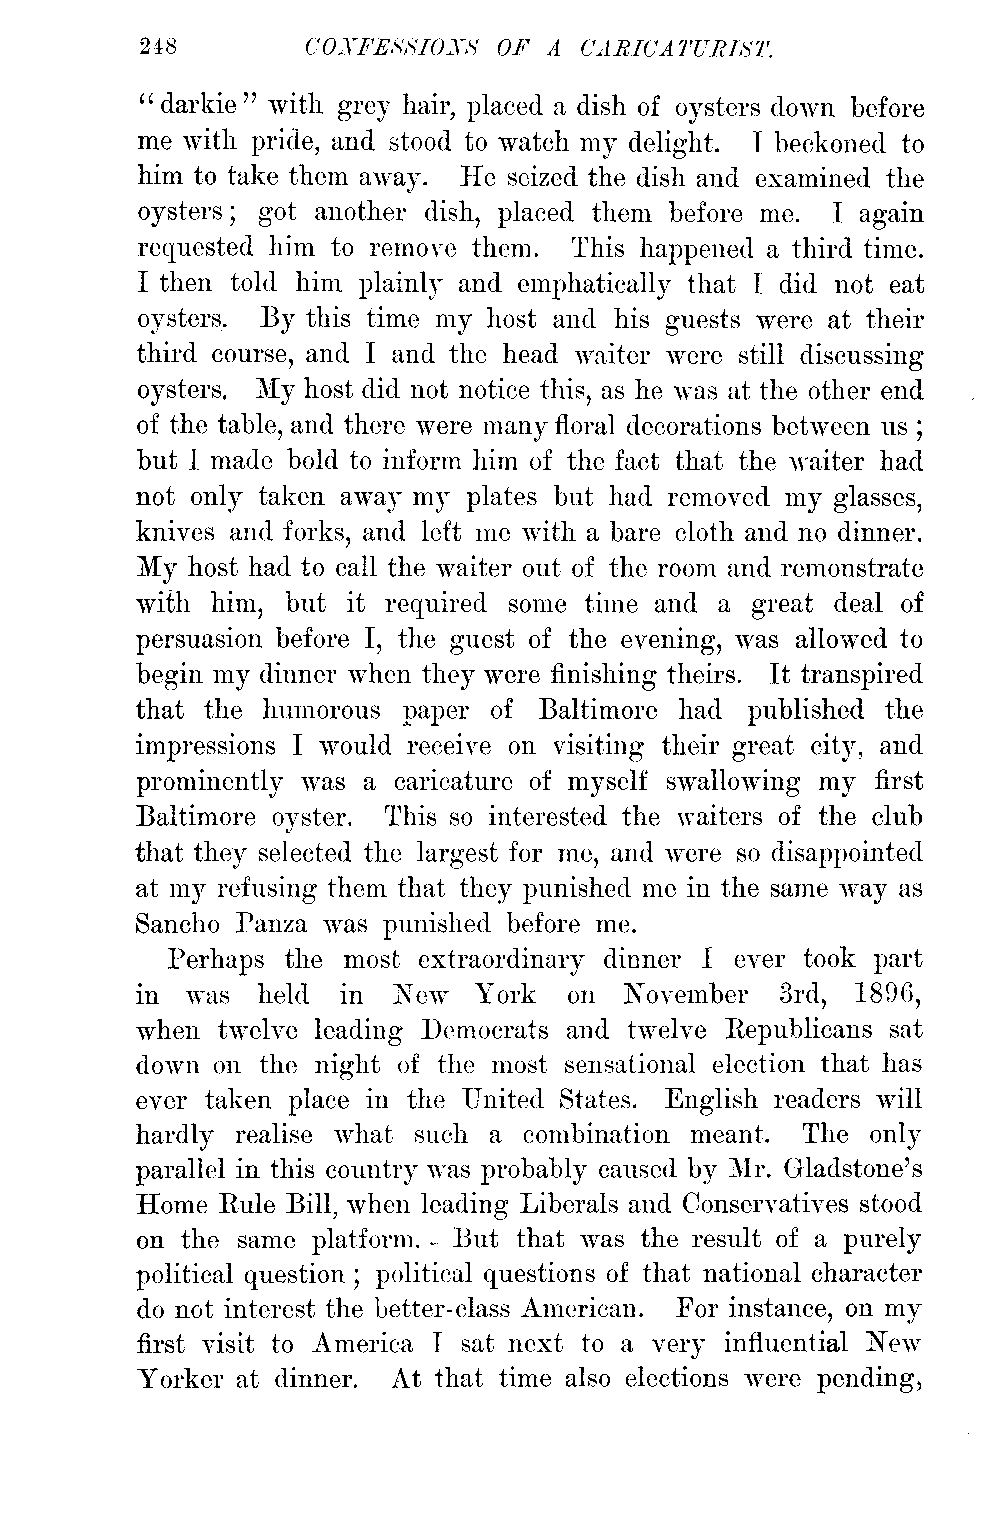 248 CONFESSIONS OF A CARICATURIST.
“darkie” with grey hair, placed a dish of oysters down before
me with pride, and stood to watch my delight. I beckoned to
him to take them away. He seized the dish and examined the
oysters; got another dish, placed them before me. I again
requested him to remove them. This happened a third time.
I then told him plainly and emphatically that I did not eat
oysters. By this time my host and his guests were at their
third course, and I and the head waiter were still discussing
oysters. My host did not notice this, as he was at the other end
of the table, and there were many floral decorations between us;
but I made bold to inform him of the fact that the waiter had
not only taken away my plates but had removed my glasses,
knives and forks, and left me with a bare cloth and no dinner.
My host had to call the waiter out of the room and remonstrate
with him, but it required some time and a great deal of
persuasion before I, the guest of the evening, was allowed to
begin my dinner when they were finishing theirs. It transpired
that the humorous paper of Baltimore had published the
impressions I would receive on visiting their great city, and
prominently was a caricature of myself swallowing my first
Baltimore oyster. This so interested the waiters of the club
that they selected the largest for me, and were so disappointed
at my refusing them that they punished me in the same way as
Sancho Panza was punished before me.
Perhaps the most extraordinary dinner I ever took part
in was held in New York on November 3rd, 1896,
when twelve leading Democrats and twelve Republicans sat
down on the night of the most sensational election that has
ever taken place in the United States. English readers will
hardly realise what such a combination meant. The only
parallel in this country was probably caused by Mr. Gladstone’s
Home Rule Bill, when leading Liberals and Conservatives stood
on the same platform. - But that was the result of a purely
political question; political questions of that national character
do not interest the better-class American. For instance, on my
first visit to America I sat next to a very influential New
Yorker at dinner. At that time also elections were pending,